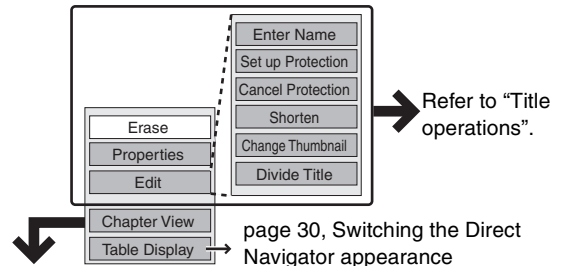 Enter Name
Set up Protection
Cancel Protection
Shorten
Change Thumbnail
Divide Title
Refer to “Title
operations”.
Erase
Properties
Edit
Chapter View
Table Display
page 30, Switching the Direct
Navigator appearance